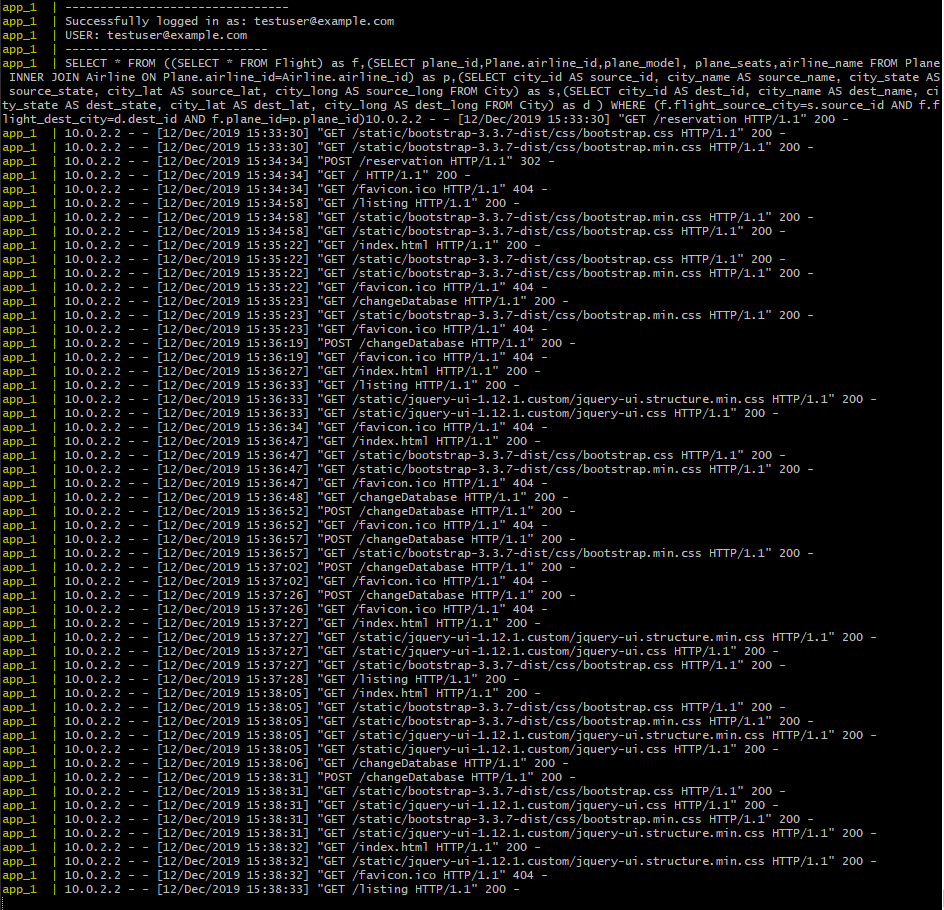 app_1  | -----------------------------
app_1  | Successfully logged in as: testuser@example.com
app_1  | USER: testuser@example.com
app_1  | -----------------------------
app_1  | SELECT * FROM ((SELECT * FROM Flight) as f,(SELECT plane_id,Plane.airline_id,plane_model, plane_seats,airline_name FROM Plane
 INNER JOIN Airline ON Plane.airline_id=Airline.airline_id) as p,(SELECT city_id AS source_id, city_name AS source_name, city_state AS
 source_state, city_lat AS source_lat, city_long AS source_long FROM City) as s,(SELECT city_id AS dest_id, city_name AS dest_name, ci
ty_state AS dest_state, city_lat AS dest_lat, city_long AS dest_long FROM City) as d ) WHERE (f.flight_source_city=s.source_id AND f.f
light_dest_city=d.dest_id AND f.plane_id=p.plane_id)10.0.2.2 - - [12/Dec/2019 15:33:30] "GET /reservation HTTP/1.1" 200 -
app_1  | 10.0.2.2 - - [12/Dec/2019 15:33:30] "GET /static/bootstrap-3.3.7-dist/css/bootstrap.css HTTP/1.1" 200 -
app_1  | 10.0.2.2 - - [12/Dec/2019 15:33:30] "GET /static/bootstrap-3.3.7-dist/css/bootstrap.min.css HTTP/1.1" 200 -
app_1  | 10.0.2.2 - - [12/Dec/2019 15:34:34] "POST /reservation HTTP/1.1" 302 -
app_1  | 10.0.2.2 - - [12/Dec/2019 15:34:34] "GET / HTTP/1.1" 200 -
app_1  | 10.0.2.2 - - [12/Dec/2019 15:34:34] "GET /favicon.ico HTTP/1.1" 404 -
app_1  | 10.0.2.2 - - [12/Dec/2019 15:34:58] "GET /listing HTTP/1.1" 200 -
app_1  | 10.0.2.2 - - [12/Dec/2019 15:34:58] "GET /static/bootstrap-3.3.7-dist/css/bootstrap.min.css HTTP/1.1" 200 -
app_1  | 10.0.2.2 - - [12/Dec/2019 15:34:58] "GET /static/bootstrap-3.3.7-dist/css/bootstrap.css HTTP/1.1" 200 -
app_1  | 10.0.2.2 - - [12/Dec/2019 15:35:22] "GET /index.html HTTP/1.1" 200 -
app_1  | 10.0.2.2 - - [12/Dec/2019 15:35:22] "GET /static/bootstrap-3.3.7-dist/css/bootstrap.css HTTP/1.1" 200 -
app_1  | 10.0.2.2 - - [12/Dec/2019 15:35:22] "GET /static/bootstrap-3.3.7-dist/css/bootstrap.min.css HTTP/1.1" 200 -
app_1  | 10.0.2.2 - - [12/Dec/2019 15:35:22] "GET /favicon.ico HTTP/1.1" 404 -
app_1  | 10.0.2.2 - - [12/Dec/2019 15:35:23] "GET /changeDatabase HTTP/1.1" 200 -
app_1  | 10.0.2.2 - - [12/Dec/2019 15:35:23] "GET /static/bootstrap-3.3.7-dist/css/bootstrap.min.css HTTP/1.1" 200 -
app_1  | 10.0.2.2 - - [12/Dec/2019 15:35:23] "GET /favicon.ico HTTP/1.1" 404 -
app_1  | 10.0.2.2 - - [12/Dec/2019 15:36:19] "POST /changeDatabase HTTP/1.1" 200 -
app_1  | 10.0.2.2 - - [12/Dec/2019 15:36:19] "GET /favicon.ico HTTP/1.1" 404 -
app_1  | 10.0.2.2 - - [12/Dec/2019 15:36:27] "GET /index.html HTTP/1.1" 200 -
app_1  | 10.0.2.2 - - [12/Dec/2019 15:36:33] "GET /listing HTTP/1.1" 200 -
app_1  | 10.0.2.2 - - [12/Dec/2019 15:36:33] "GET /static/jquery-ui-1.12.1.custom/jquery-ui.structure.min.css HTTP/1.1" 200 -
app_1  | 10.0.2.2 - - [12/Dec/2019 15:36:33] "GET /static/jquery-ui-1.12.1.custom/jquery-ui.css HTTP/1.1" 200 -
app_1  | 10.0.2.2 - - [12/Dec/2019 15:36:34] "GET /favicon.ico HTTP/1.1" 404 -
app_1  | 10.0.2.2 - - [12/Dec/2019 15:36:47] "GET /index.html HTTP/1.1" 200 -
app_1  | 10.0.2.2 - - [12/Dec/2019 15:36:47] "GET /static/bootstrap-3.3.7-dist/css/bootstrap.css HTTP/1.1" 200 -
app_1  | 10.0.2.2 - - [12/Dec/2019 15:36:47] "GET /static/bootstrap-3.3.7-dist/css/bootstrap.min.css HTTP/1.1" 200 -
app_1  | 10.0.2.2 - - [12/Dec/2019 15:36:47] "GET /favicon.ico HTTP/1.1" 404 -
app_1  | 10.0.2.2 - - [12/Dec/2019 15:36:48] "GET /changeDatabase HTTP/1.1" 200 -
app_1  | 10.0.2.2 - - [12/Dec/2019 15:36:52] "POST /changeDatabase HTTP/1.1" 200 -
app_1  | 10.0.2.2 - - [12/Dec/2019 15:36:52] "GET /favicon.ico HTTP/1.1" 404 -
app_1  | 10.0.2.2 - - [12/Dec/2019 15:36:57] "POST /changeDatabase HTTP/1.1" 200 -
app_1  | 10.0.2.2 - - [12/Dec/2019 15:36:57] "GET /static/bootstrap-3.3.7-dist/css/bootstrap.min.css HTTP/1.1" 200 -
app_1  | 10.0.2.2 - - [12/Dec/2019 15:37:02] "POST /changeDatabase HTTP/1.1" 200 -
app_1  | 10.0.2.2 - - [12/Dec/2019 15:37:02] "GET /favicon.ico HTTP/1.1" 404 -
app_1  | 10.0.2.2 - - [12/Dec/2019 15:37:26] "POST /changeDatabase HTTP/1.1" 200 -
app_1  | 10.0.2.2 - - [12/Dec/2019 15:37:26] "GET /favicon.ico HTTP/1.1" 404 -
app_1  | 10.0.2.2 - - [12/Dec/2019 15:37:27] "GET /index.html HTTP/1.1" 200 -
app_1  | 10.0.2.2 - - [12/Dec/2019 15:37:27] "GET /static/jquery-ui-1.12.1.custom/jquery-ui.structure.min.css HTTP/1.1" 200 -
app_1  | 10.0.2.2 - - [12/Dec/2019 15:37:27] "GET /static/jquery-ui-1.12.1.custom/jquery-ui.css HTTP/1.1" 200 -
app_1  | 10.0.2.2 - - [12/Dec/2019 15:37:27] "GET /static/bootstrap-3.3.7-dist/css/bootstrap.css HTTP/1.1" 200 -
app_1  | 10.0.2.2 - - [12/Dec/2019 15:37:28] "GET /listing HTTP/1.1" 200 -
app_1  | 10.0.2.2 - - [12/Dec/2019 15:38:05] "GET /index.html HTTP/1.1" 200 -
app_1  | 10.0.2.2 - - [12/Dec/2019 15:38:05] "GET /static/bootstrap-3.3.7-dist/css/bootstrap.css HTTP/1.1" 200 -
app_1  | 10.0.2.2 - - [12/Dec/2019 15:38:05] "GET /static/bootstrap-3.3.7-dist/css/bootstrap.min.css HTTP/1.1" 200 -
app_1  | 10.0.2.2 - - [12/Dec/2019 15:38:05] "GET /static/jquery-ui-1.12.1.custom/jquery-ui.structure.min.css HTTP/1.1" 200 -
app_1  | 10.0.2.2 - - [12/Dec/2019 15:38:05] "GET /static/jquery-ui-1.12.1.custom/jquery-ui.css HTTP/1.1" 200 -
app_1  | 10.0.2.2 - - [12/Dec/2019 15:38:06] "GET /changeDatabase HTTP/1.1" 200 -
app_1  | 10.0.2.2 - - [12/Dec/2019 15:38:31] "POST /changeDatabase HTTP/1.1" 200 -
app_1  | 10.0.2.2 - - [12/Dec/2019 15:38:31] "GET /static/bootstrap-3.3.7-dist/css/bootstrap.css HTTP/1.1" 200 -
app_1  | 10.0.2.2 - - [12/Dec/2019 15:38:31] "GET /static/jquery-ui-1.12.1.custom/jquery-ui.css HTTP/1.1" 200 -
app_1  | 10.0.2.2 - - [12/Dec/2019 15:38:31] "GET /static/bootstrap-3.3.7-dist/css/bootstrap.min.css HTTP/1.1" 200 -
app_1  | 10.0.2.2 - - [12/Dec/2019 15:38:31] "GET /static/jquery-ui-1.12.1.custom/jquery-ui.structure.min.css HTTP/1.1" 200 -
app_1  | 10.0.2.2 - - [12/Dec/2019 15:38:32] "GET /index.html HTTP/1.1" 200 -
app_1  | 10.0.2.2 - - [12/Dec/2019 15:38:32] "GET /static/jquery-ui-1.12.1.custom/jquery-ui.structure.min.css HTTP/1.1" 200 -
app_1  | 10.0.2.2 - - [12/Dec/2019 15:38:32] "GET /favicon.ico HTTP/1.1" 404 -
app_1  | 10.0.2.2 - - [12/Dec/2019 15:38:33] "GET /listing HTTP/1.1" 200 -